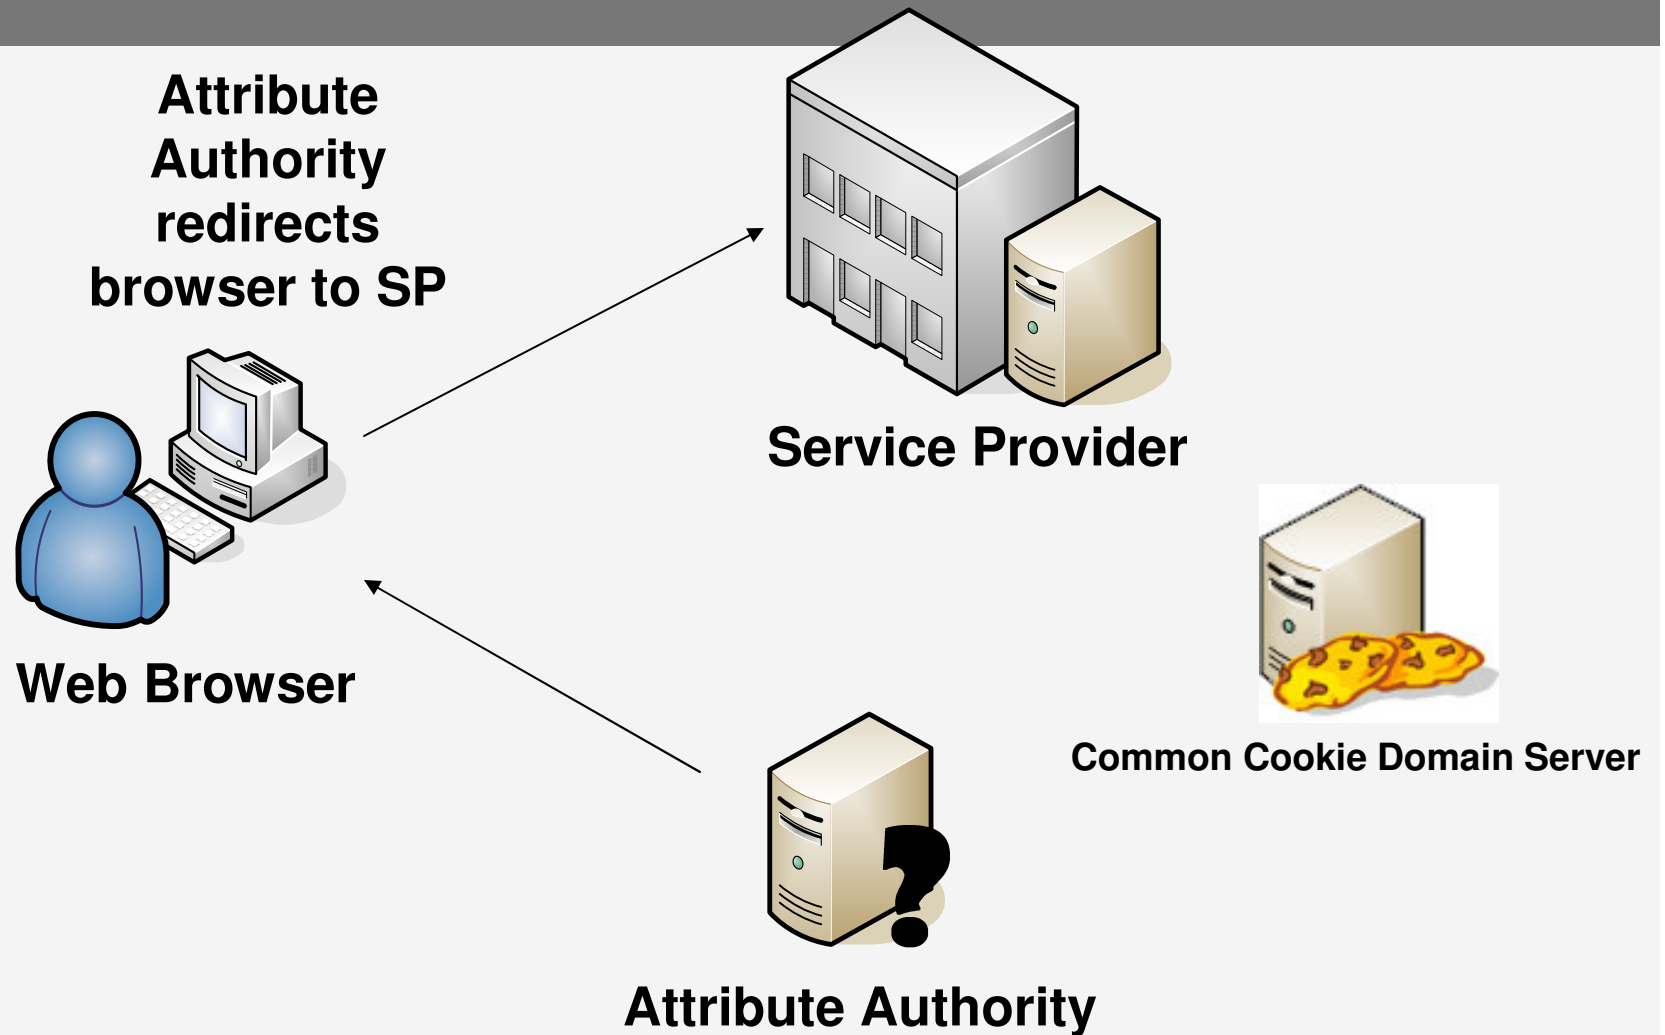 Attribute
Authority
redirects
browser to SP
Service Provider
Web Browser
Common Cookie Domain Server
?
Attribute Authority